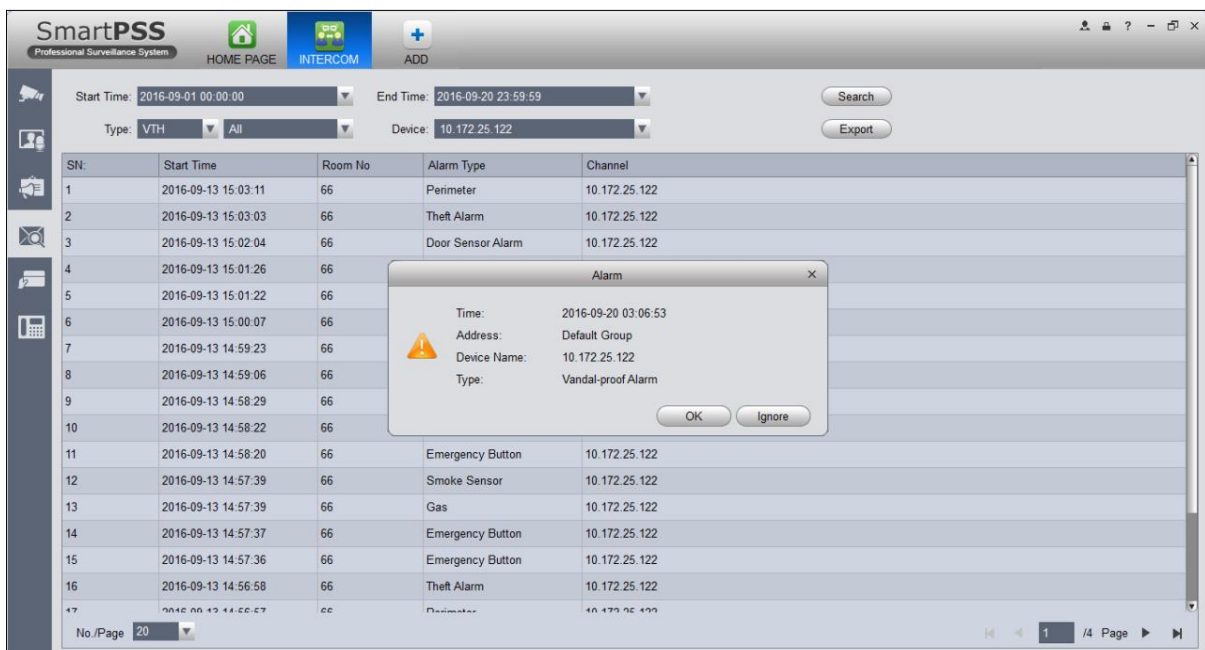 SmartPSS
Professional Surveillance System
HOME PAGE
INTERCOM
ADD
Start Time: 2016-09-01 00:00:00 End Time: 2016-09-20 23:59:59 Search
Type: VTH All Device: 10.172.25.122 Export
SN: Start Time Room No Alarm Type Channel
1 2016-09-13 15:03:11 66 Perimeter 10.172.25.122
2 2016-09-13 15:03:03 66 Theft Alarm 10.172.25.122
3 2016-09-13 15:02:04 66 Door Sensor Alarm 10.172.25.122
4 2016-09-13 15:01:26 66
5 2016-09-13 15:01:22 66
6 2016-09-13 15:00:07 66
7 2016-09-13 14:59:23 66
8 2016-09-13 14:59:06 66
9 2016-09-13 14:58:29 66
10 2016-09-13 14:58:22 66
Alarm
Time: 2016-09-20 03:06:53
Address: Default Group
Device Name: 10.172.25.122
Type: Vandal-proof Alarm
OK Ignore
11 2016-09-13 14:58:20 66 Emergency Button 10.172.25.122
12 2016-09-13 14:57:39 66 Smoke Sensor 10.172.25.122
13 2016-09-13 14:57:39 66 Gas 10.172.25.122
14 2016-09-13 14:57:37 66 Emergency Button 10.172.25.122
15 2016-09-13 14:57:36 66 Emergency Button 10.172.25.122
16 2016-09-13 14:56:58 66 Theft Alarm 10.172.25.122
17 2016-09-13 14:56:57 66 Perimeter 10.172.25.122
No./Page 20 1 /4 Page